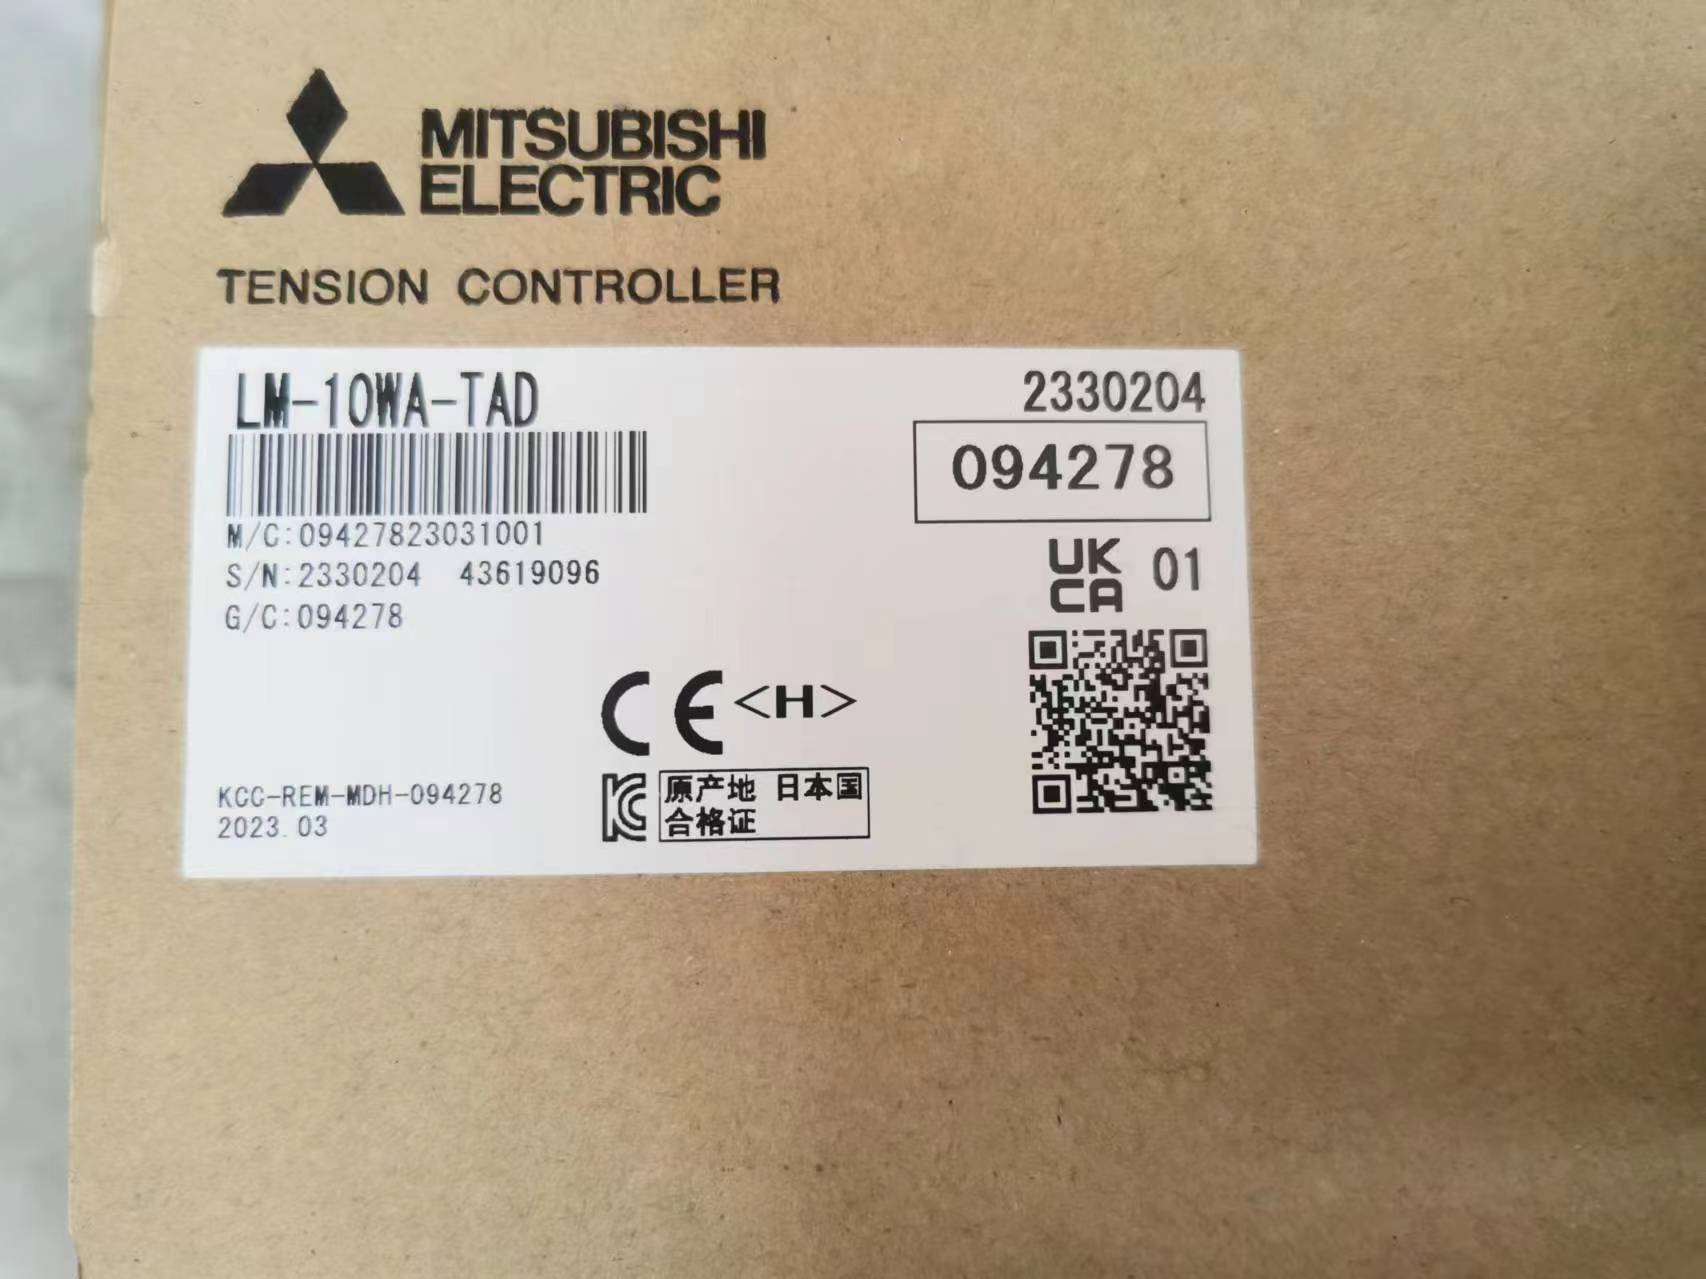 MITSUBISHI
ELECTRIC
TENSION CONTROLLER
LM-10WA-TAD
2330204
094278
M/C:09427823031001
S/N:2330204 43619096
G/C:094278
UK
CA 01
CE <H>
KCC-REM-MDH-094278
2023.03
KC
原产地 日本国
合格证